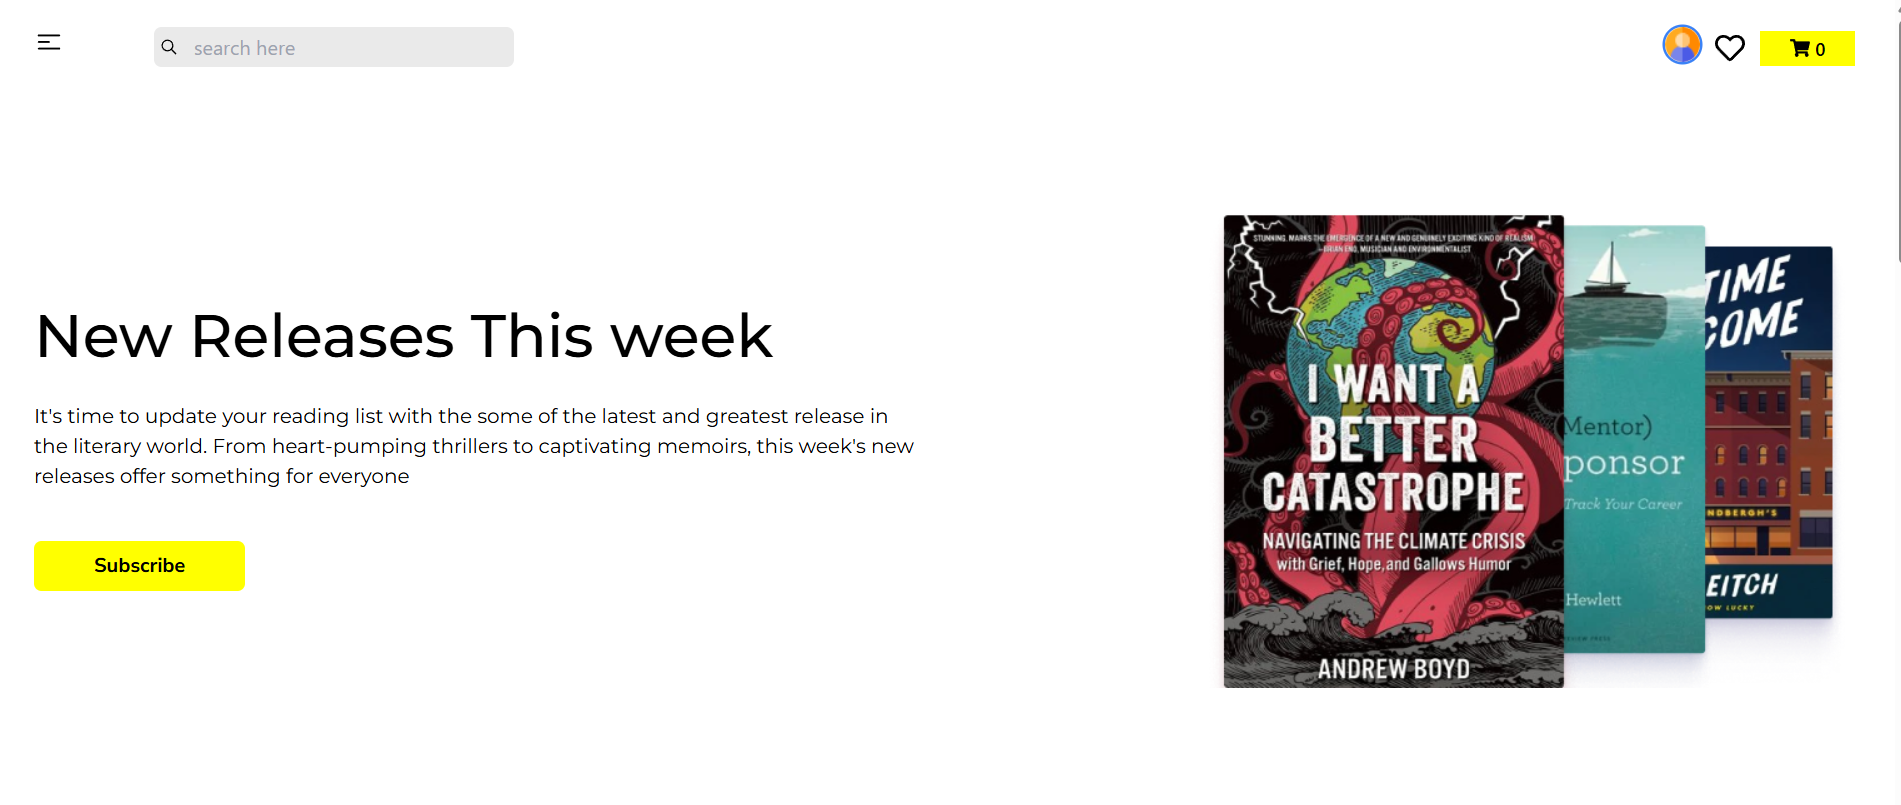 search here
0
New Releases This week
It's time to update your reading list with the some of the latest and greatest release in
the literary world. From heart-pumping thrillers to captivating memoirs, this week's new
releases offer something for everyone
Subscribe
STUNNING. MARKS THE EMERGENCE OF A NEW AND GENUINELY EXCITING KIND OF REALISM
—BRIAN ENO, MUSICIAN AND ENVIRONMENTALIST
I WANT A
BETTER
CATASTROPHE
NAVIGATING THE CLIMATE CRISIS
with Grief, Hope, and Gallows Humor
ANDREW BOYD
(Mentor)
ponsor
Track Your Career
Hewlett
TIME
COME
NDBERGH'S
EITCH
OW LUCKY